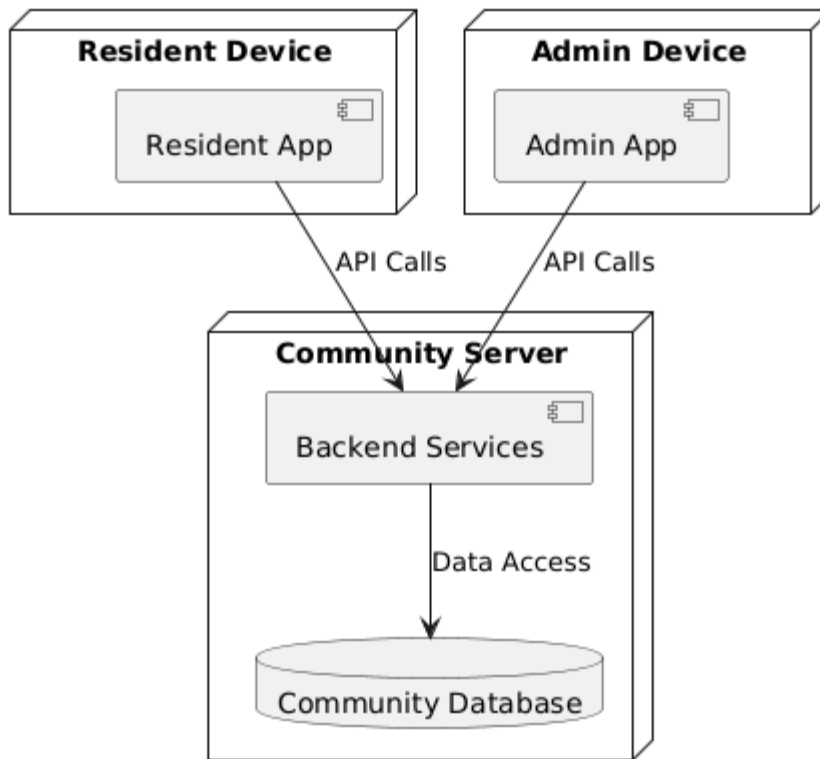 Resident Device
Admin Device
Resident App
Admin App
API Calls
API Calls
Community Server
Backend Services
Data Access
Community Database